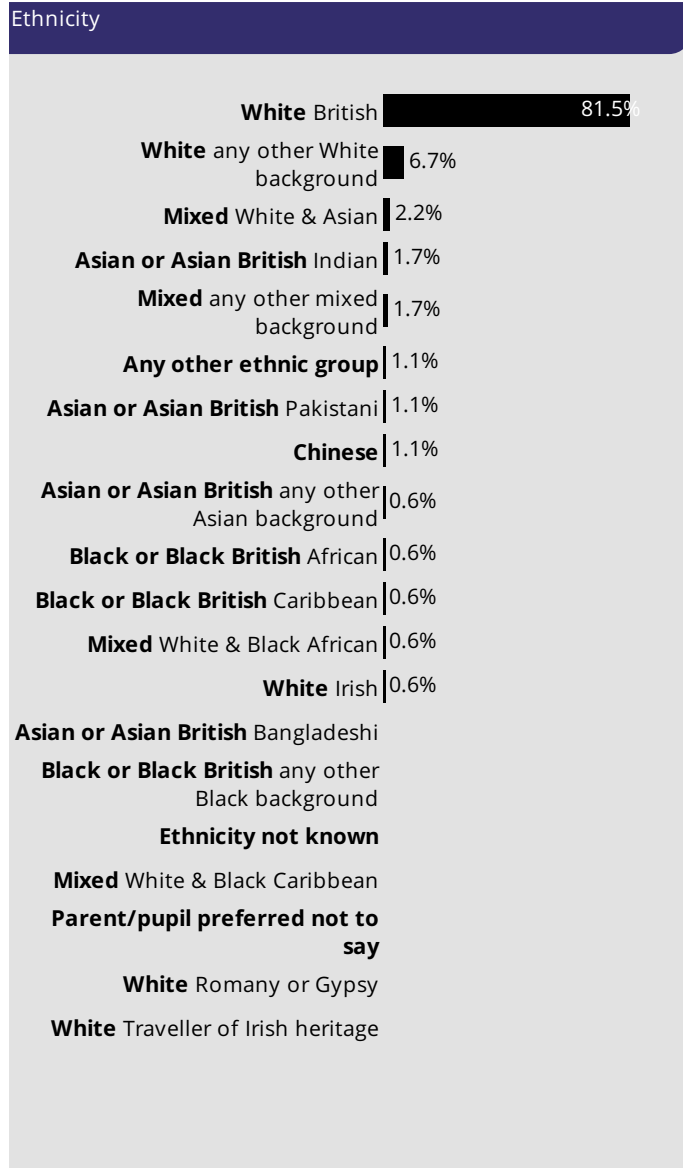 Ethnicity
White British 81.5%
White any other White
background 6.7%
Mixed White & Asian 2.2%
Asian or Asian British Indian 1.7%
Mixed any other mixed
background 1.7%
Any other ethnic group 1.1%
Asian or Asian British Pakistani 1.1%
Chinese 1.1%
Asian or Asian British any other
Asian background 0.6%
Black or Black British African 0.6%
Black or Black British Caribbean 0.6%
Mixed White & Black African 0.6%
White Irish 0.6%
Asian or Asian British Bangladeshi
Black or Black British any other
Black background
Ethnicity not known
Mixed White & Black Caribbean
Parent/pupil preferred not to
say
White Romany or Gypsy
White Traveller of Irish heritage